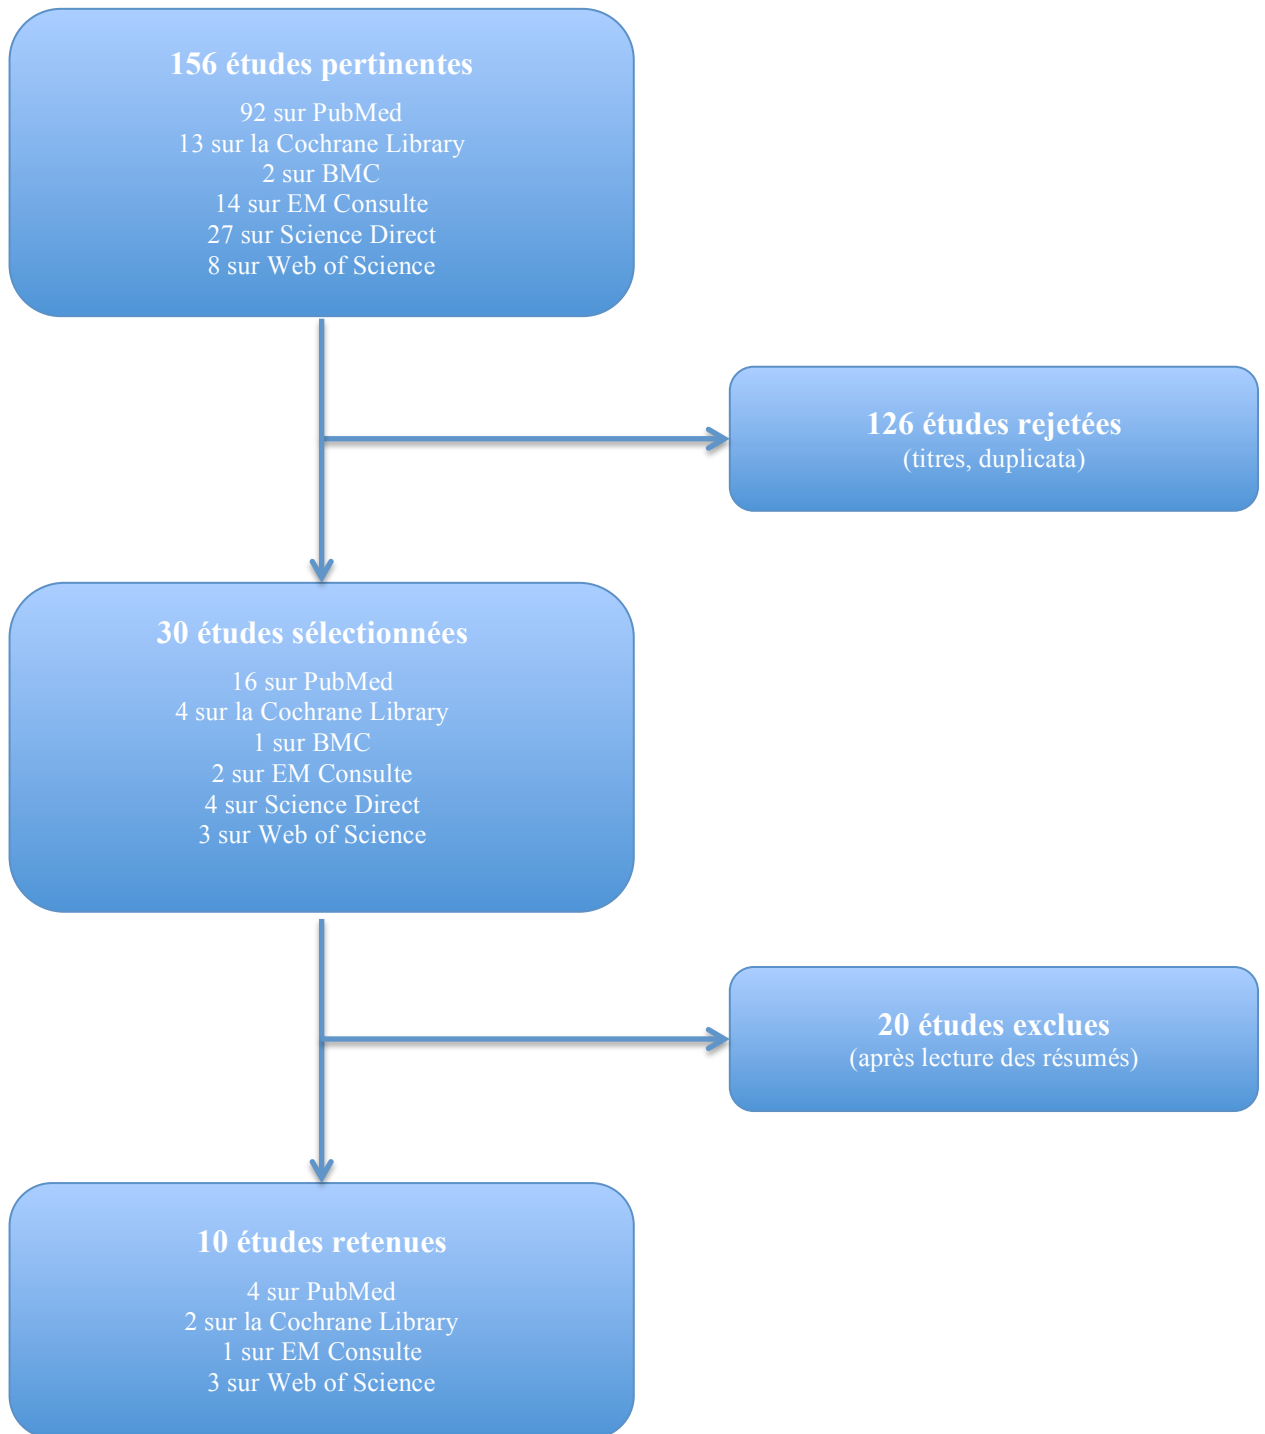 156 études pertinentes
92 sur PubMed
13 sur la Cochrane Library
2 sur BMC
14 sur EM Consulte
27 sur Science Direct
8 sur Web of Science
126 études rejetées
(titres, duplicata)
30 études sélectionnées
16 sur PubMed
4 sur la Cochrane Library
1 sur BMC
2 sur EM Consulte
4 sur Science Direct
3 sur Web of Science
20 études exclues
(après lecture des résumés)
10 études retenues
4 sur PubMed
2 sur la Cochrane Library
1 sur EM Consulte
3 sur Web of Science